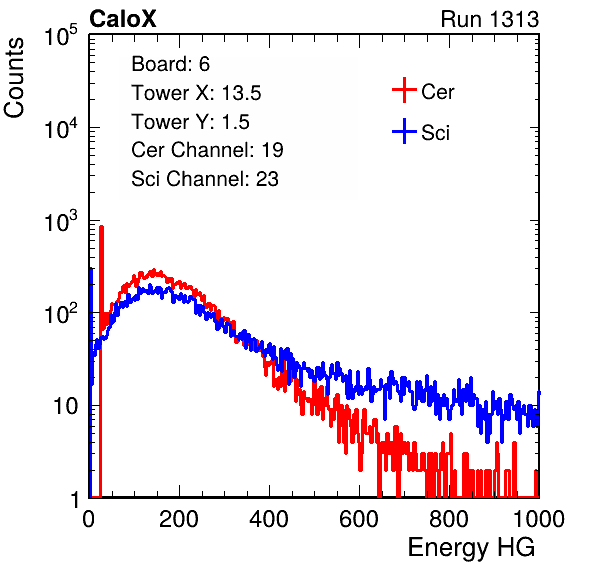 CaloX Run 1313
Counts
10^5
10^4
10^3
10^2
10
1
Board: 6
Tower X: 13.5
Tower Y: 1.5
Cer Channel: 19
Sci Channel: 23
Cer
Sci
0 200 400 600 800 1000
Energy HG